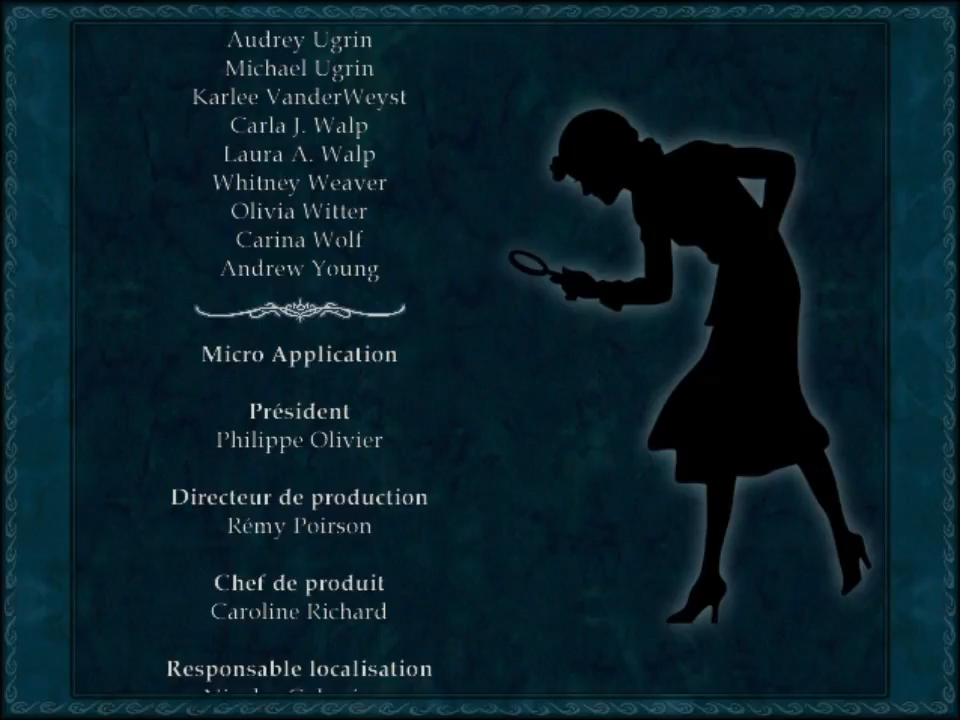 Audrey Ugrin
Michael Ugrin
Karlee VanderWeyst
Carla J. Walp
Laura A. Walp
Whitney Weaver
Olivia Witter
Carina Wolf
Andrew Young
Micro Application
Président
Philippe Olivier
Directeur de production
Rémy Poirson
Chef de produit
Caroline Richard
Responsable localisation